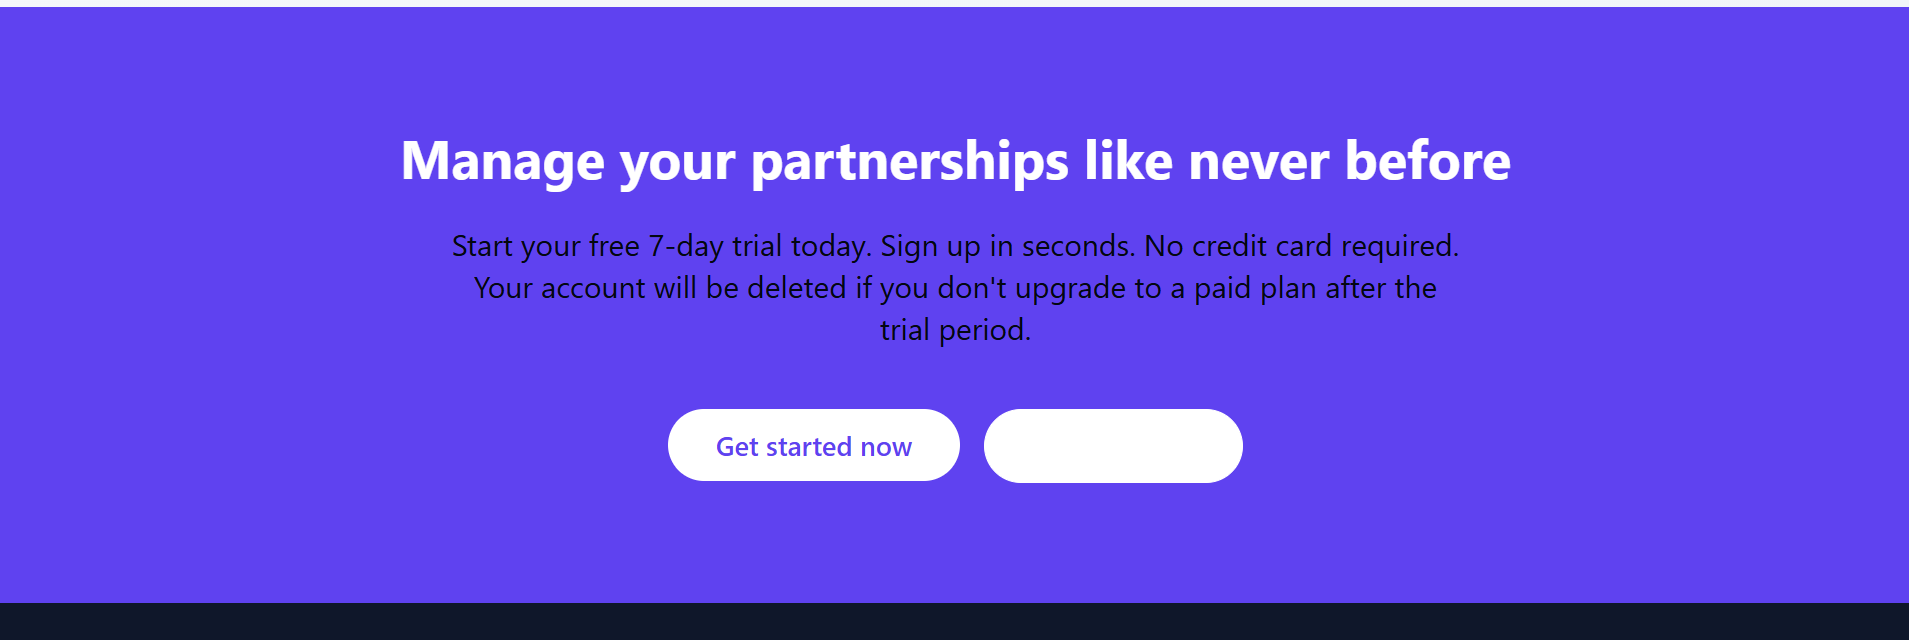 Manage your partnerships like never before
Start your free 7-day trial today. Sign up in seconds. No credit card required.
Your account will be deleted if you don't upgrade to a paid plan after the
trial period.
Get started now